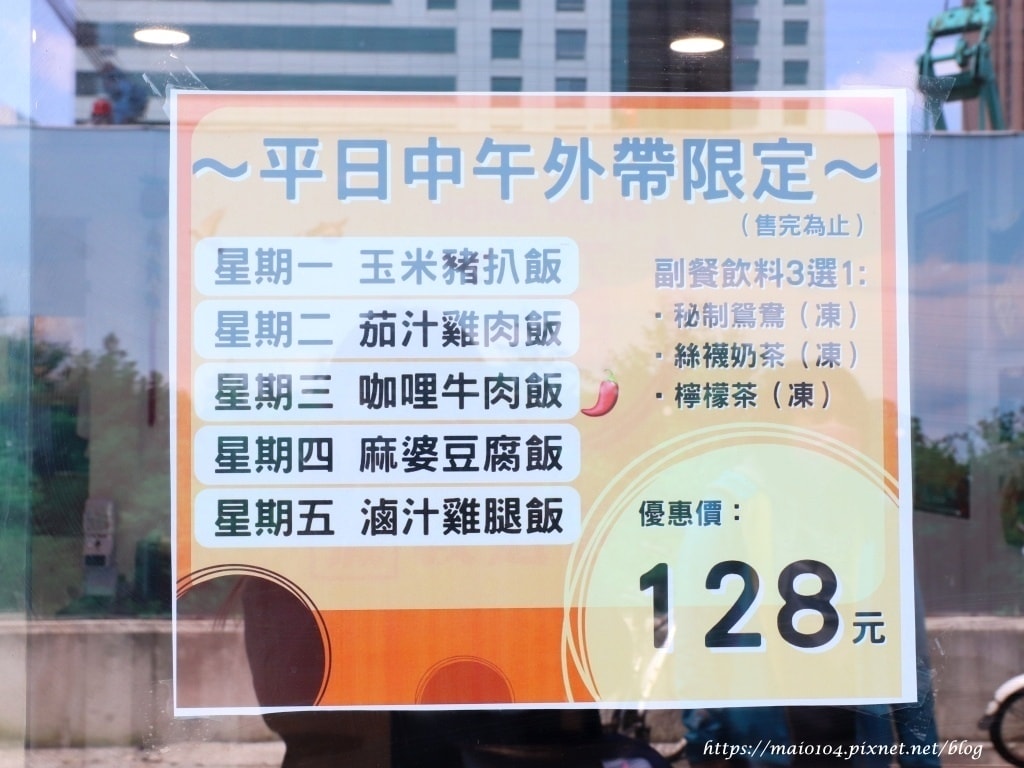 ～平日中午外帶限定～
（售完為止）
星期一 玉米豬扒飯
星期二 茄汁雞肉飯
星期三 咖哩牛肉飯
星期四 麻婆豆腐飯
星期五 滷汁雞腿飯
副餐飲料3選1:
・秘制鴛鴦（凍）
・絲襪奶茶（凍）
・檸檬茶（凍）
優惠價：
128元
https://maio104.pixnet.net/blog